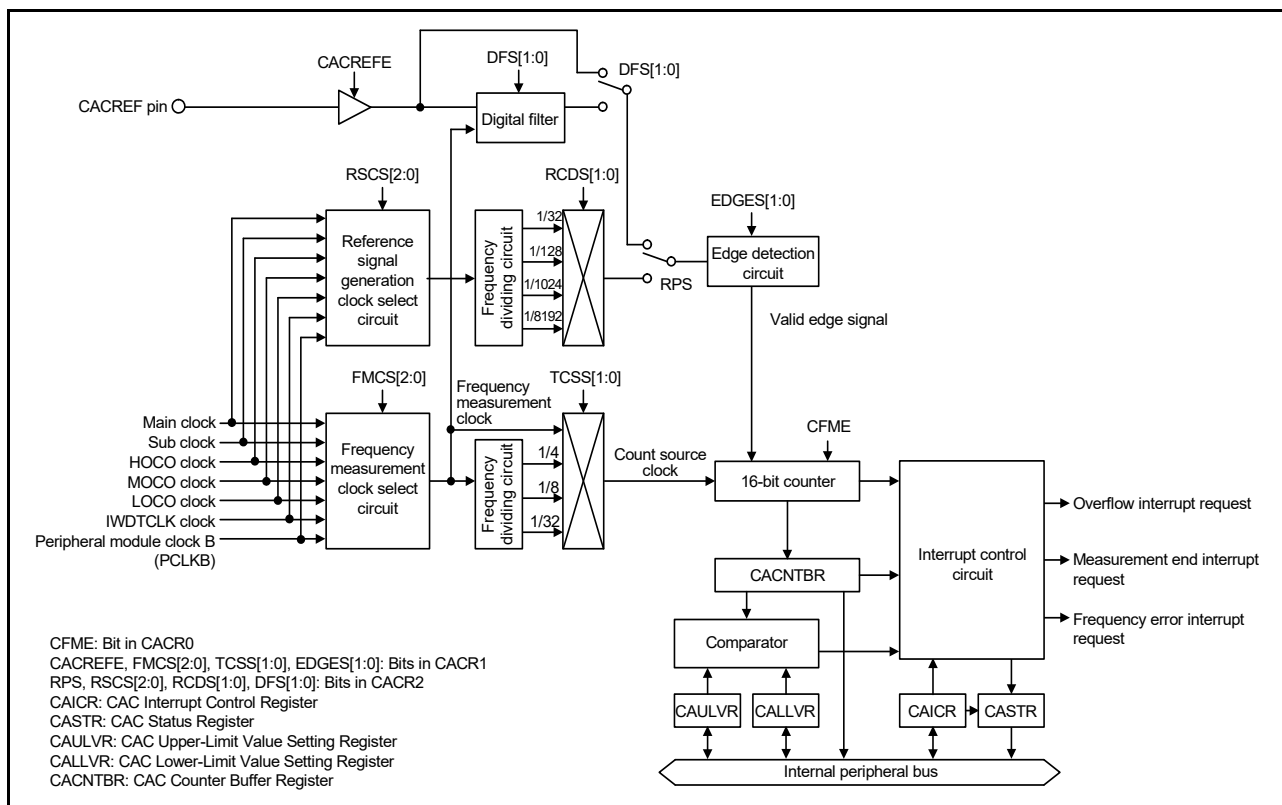 CACREFE
DFS[1:0]
DFS[1:0]
CACREF pin
Digital filter
RSCS[2:0]
RCDS[1:0]
EDGES[1:0]
Reference
signal
generation
clock select
circuit
Frequency
dividing circuit
1/32
1/128
1/1024
1/8192
RPS
Edge detection
circuit
Valid edge signal
FMCS[2:0]
Frequency
measurement
clock
TCSS[1:0]
Main clock
Sub clock
HOCO clock
MOCO clock
LOCO clock
IWDTCLK clock
Peripheral module clock B
(PCLKB)
Frequency
measurement
clock select
circuit
Frequency
dividing circuit
1/4
1/8
1/32
Count source
clock
CFME
16-bit counter
Interrupt control
circuit
Overflow interrupt request
Measurement end interrupt
request
Frequency error interrupt
request
CACNTBR
Comparator
CAULVR
CALLVR
CAICR
CASTR
Internal peripheral bus
CFME: Bit in CACR0
CACREFE, FMCS[2:0], TCSS[1:0], EDGES[1:0]: Bits in CACR1
RPS, RSCS[2:0], RCDS[1:0], DFS[1:0]: Bits in CACR2
CAICR: CAC Interrupt Control Register
CASTR: CAC Status Register
CAULVR: CAC Upper-Limit Value Setting Register
CALLVR: CAC Lower-Limit Value Setting Register
CACNTBR: CAC Counter Buffer Register